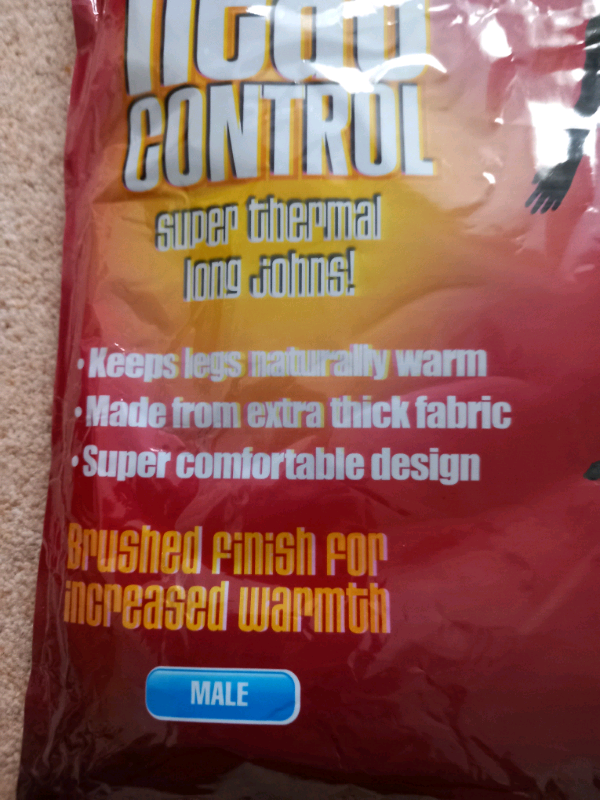 CONTROL
super thermal
long johns!
• Keeps legs naturally warm
• Made from extra thick fabric
• Super comfortable design
Brushed finish for
increased warmth
MALE